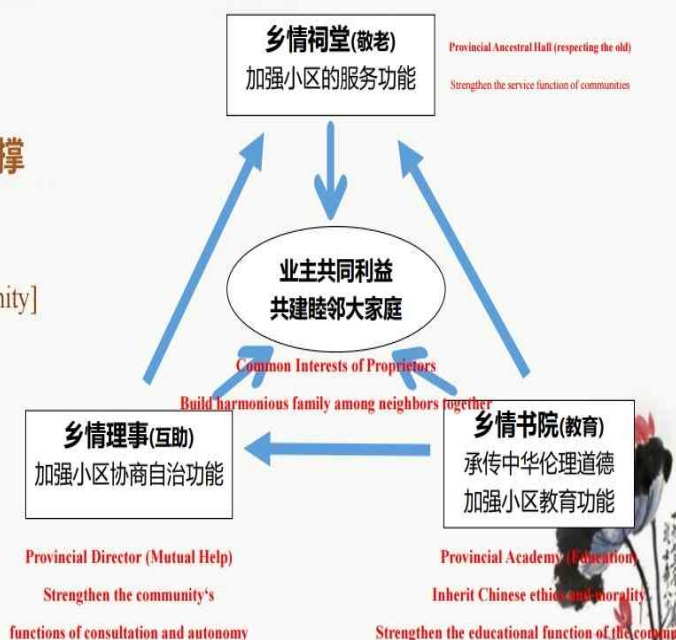 乡情祠堂(敬老)
加强小区的服务功能
Provincial Ancestral Hall (respecting the old)
Strengthen the service function of communities
撑
nity]
业主共同利益
共建睦邻大家庭
Common Interests of Proprietors
Build harmonious family among neighbors together
乡情理事(互助)
加强小区协商自治功能
乡情书院(教育)
承传中华伦理道德
加强小区教育功能
Provincial Director (Mutual Help)
Strengthen the community‘s
functions of consultation and autonomy
Provincial Academy (Education)
Inherit Chinese ethics and morality
Strengthen the educational function of the